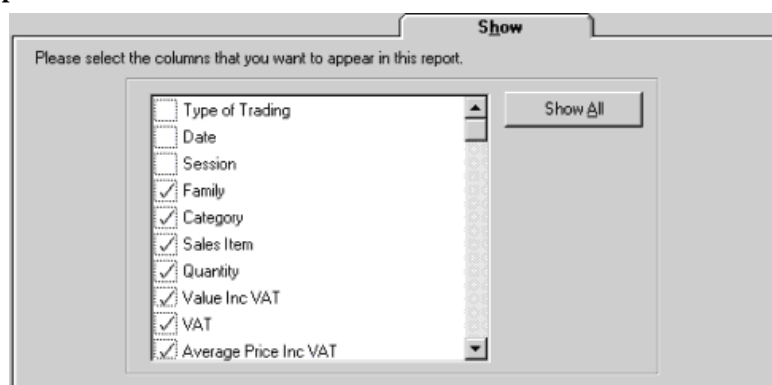 Show
Please select the columns that you want to appear in this report.
Type of Trading
Show All
Date
Session
Family
Category
Sales Item
Quantity
Value Inc VAT
VAT
Average Price Inc VAT